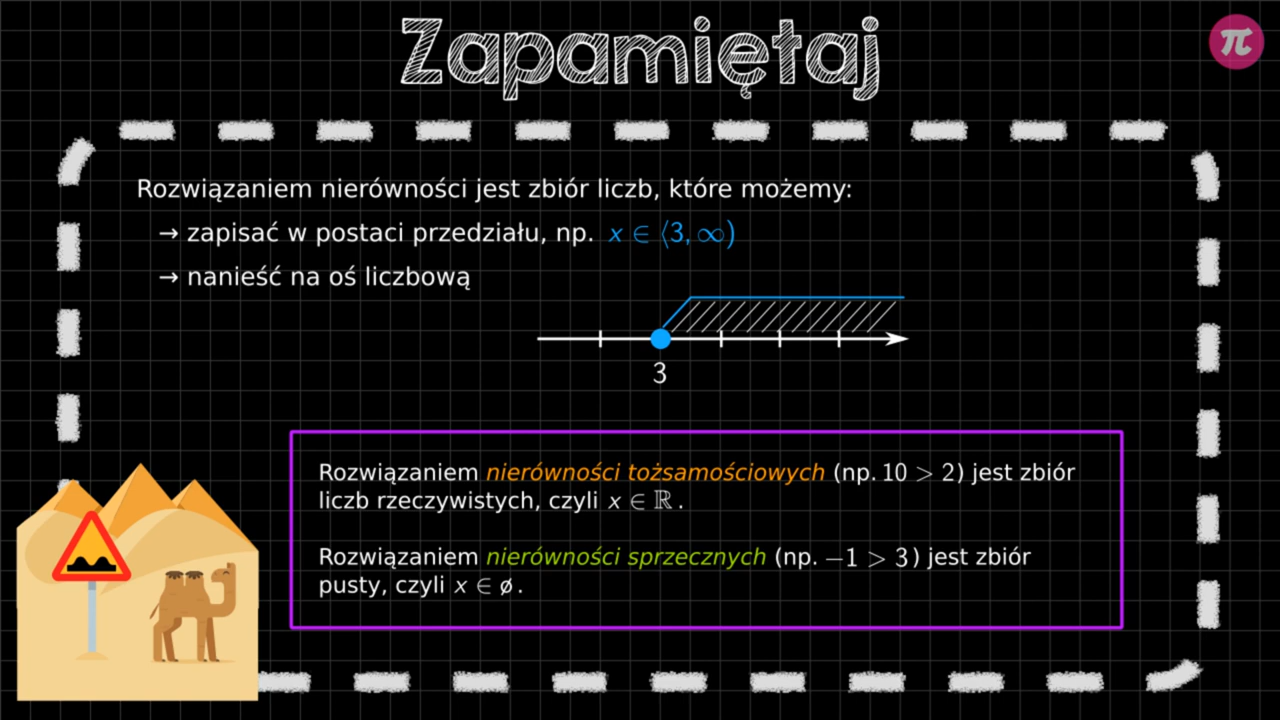 Zapamiętaj
π
Rozwiązaniem nierówności jest zbiór liczb, które możemy:
→ zapisać w postaci przedziału, np. x ∈ ⟨3, ∞)
→ nanieść na oś liczbową
3
Rozwiązaniem nierówności tożsamościowych (np. 10 > 2) jest zbiór
liczb rzeczywistych, czyli x ∈ ℝ .
Rozwiązaniem nierówności sprzecznych (np. −1 > 3) jest zbiór
pusty, czyli x ∈ ø .